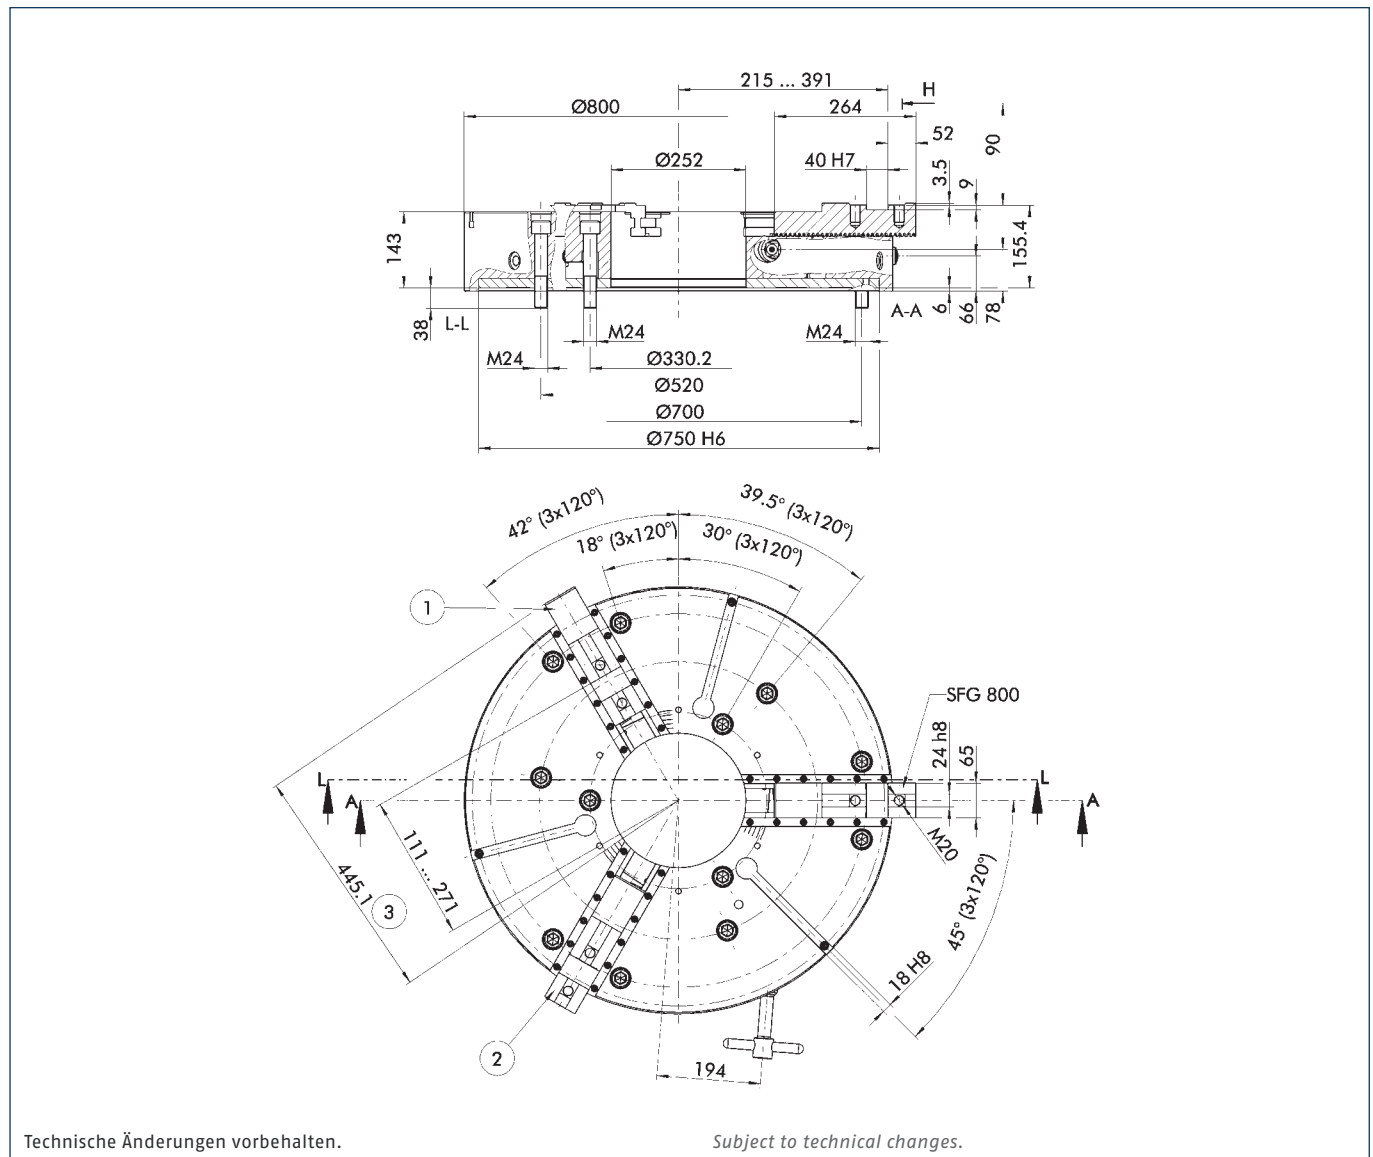 215 ... 391
H
Ø800
264
52
90
Ø252
40 H7
3.5
9
143
155.4
38
L-L
A-A
6
66
78
M24
M24
M24
Ø330.2
Ø520
Ø700
Ø750 H6
42° (3x120°)
39.5° (3x120°)
18° (3x120°)
30° (3x120°)
1
SFG 800
24 h8
65
L
L
A
A
M20
111 ... 271
445.1
3
45° (3x120°)
18 H8
2
194
Technische Änderungen vorbehalten.
Subject to technical changes.